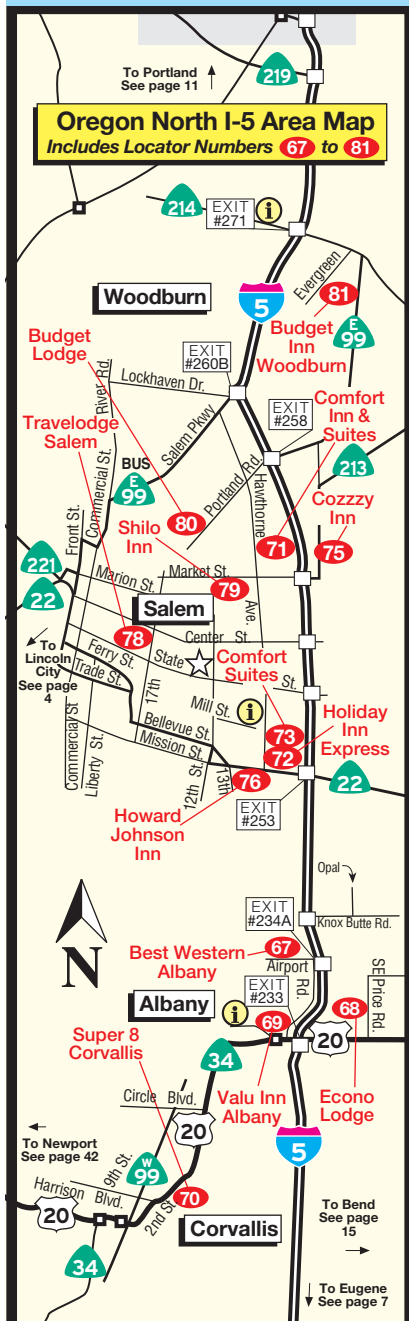 To Portland
See page 11
219
Oregon North I-5 Area Map
Includes Locator Numbers 67 to 81
214
EXIT
#271
i
Evergreen
Woodburn
5
81
Budget
Inn
Woodburn
E
99
Budget
Lodge
EXIT
#260B
River Rd.
Lockhaven Dr.
Comfort
Inn &
Suites
Travelodge
Salem
EXIT
#258
Commercial St.
BUS
E
99
Salem Pkwy
Portland Rd.
Hawthorne
Ave.
213
Cozzzy
Inn
Front St.
80
Shilo
Inn
71
75
221
22
Marion St.
Market St.
79
Salem
78
Center St.
To
Lincoln
City
See page
4
Ferry St.
State St.
Trade St.
17th
Comfort
Suites
Mill St.
i
73
Holiday
Inn
Express
72
Commercial St.
Liberty St.
Bellevue St.
Mission St.
12th St.
13th
76
22
EXIT
#253
Howard
Johnson
Inn
N
Opal
EXIT
#234A
Knox Butte Rd.
Best Western
Albany
67
Airport
Rd.
SE Price Rd.
EXIT
#233
Albany
i
69
68
20
Super 8
Corvallis
34
Valu Inn
Albany
Econo
Lodge
Circle Blvd.
20
5
To Newport
See page 42
9th St.
W
99
Harrison Blvd.
2nd St.
70
Corvallis
20
34
To Bend
See page
15
To Eugene
See page 7